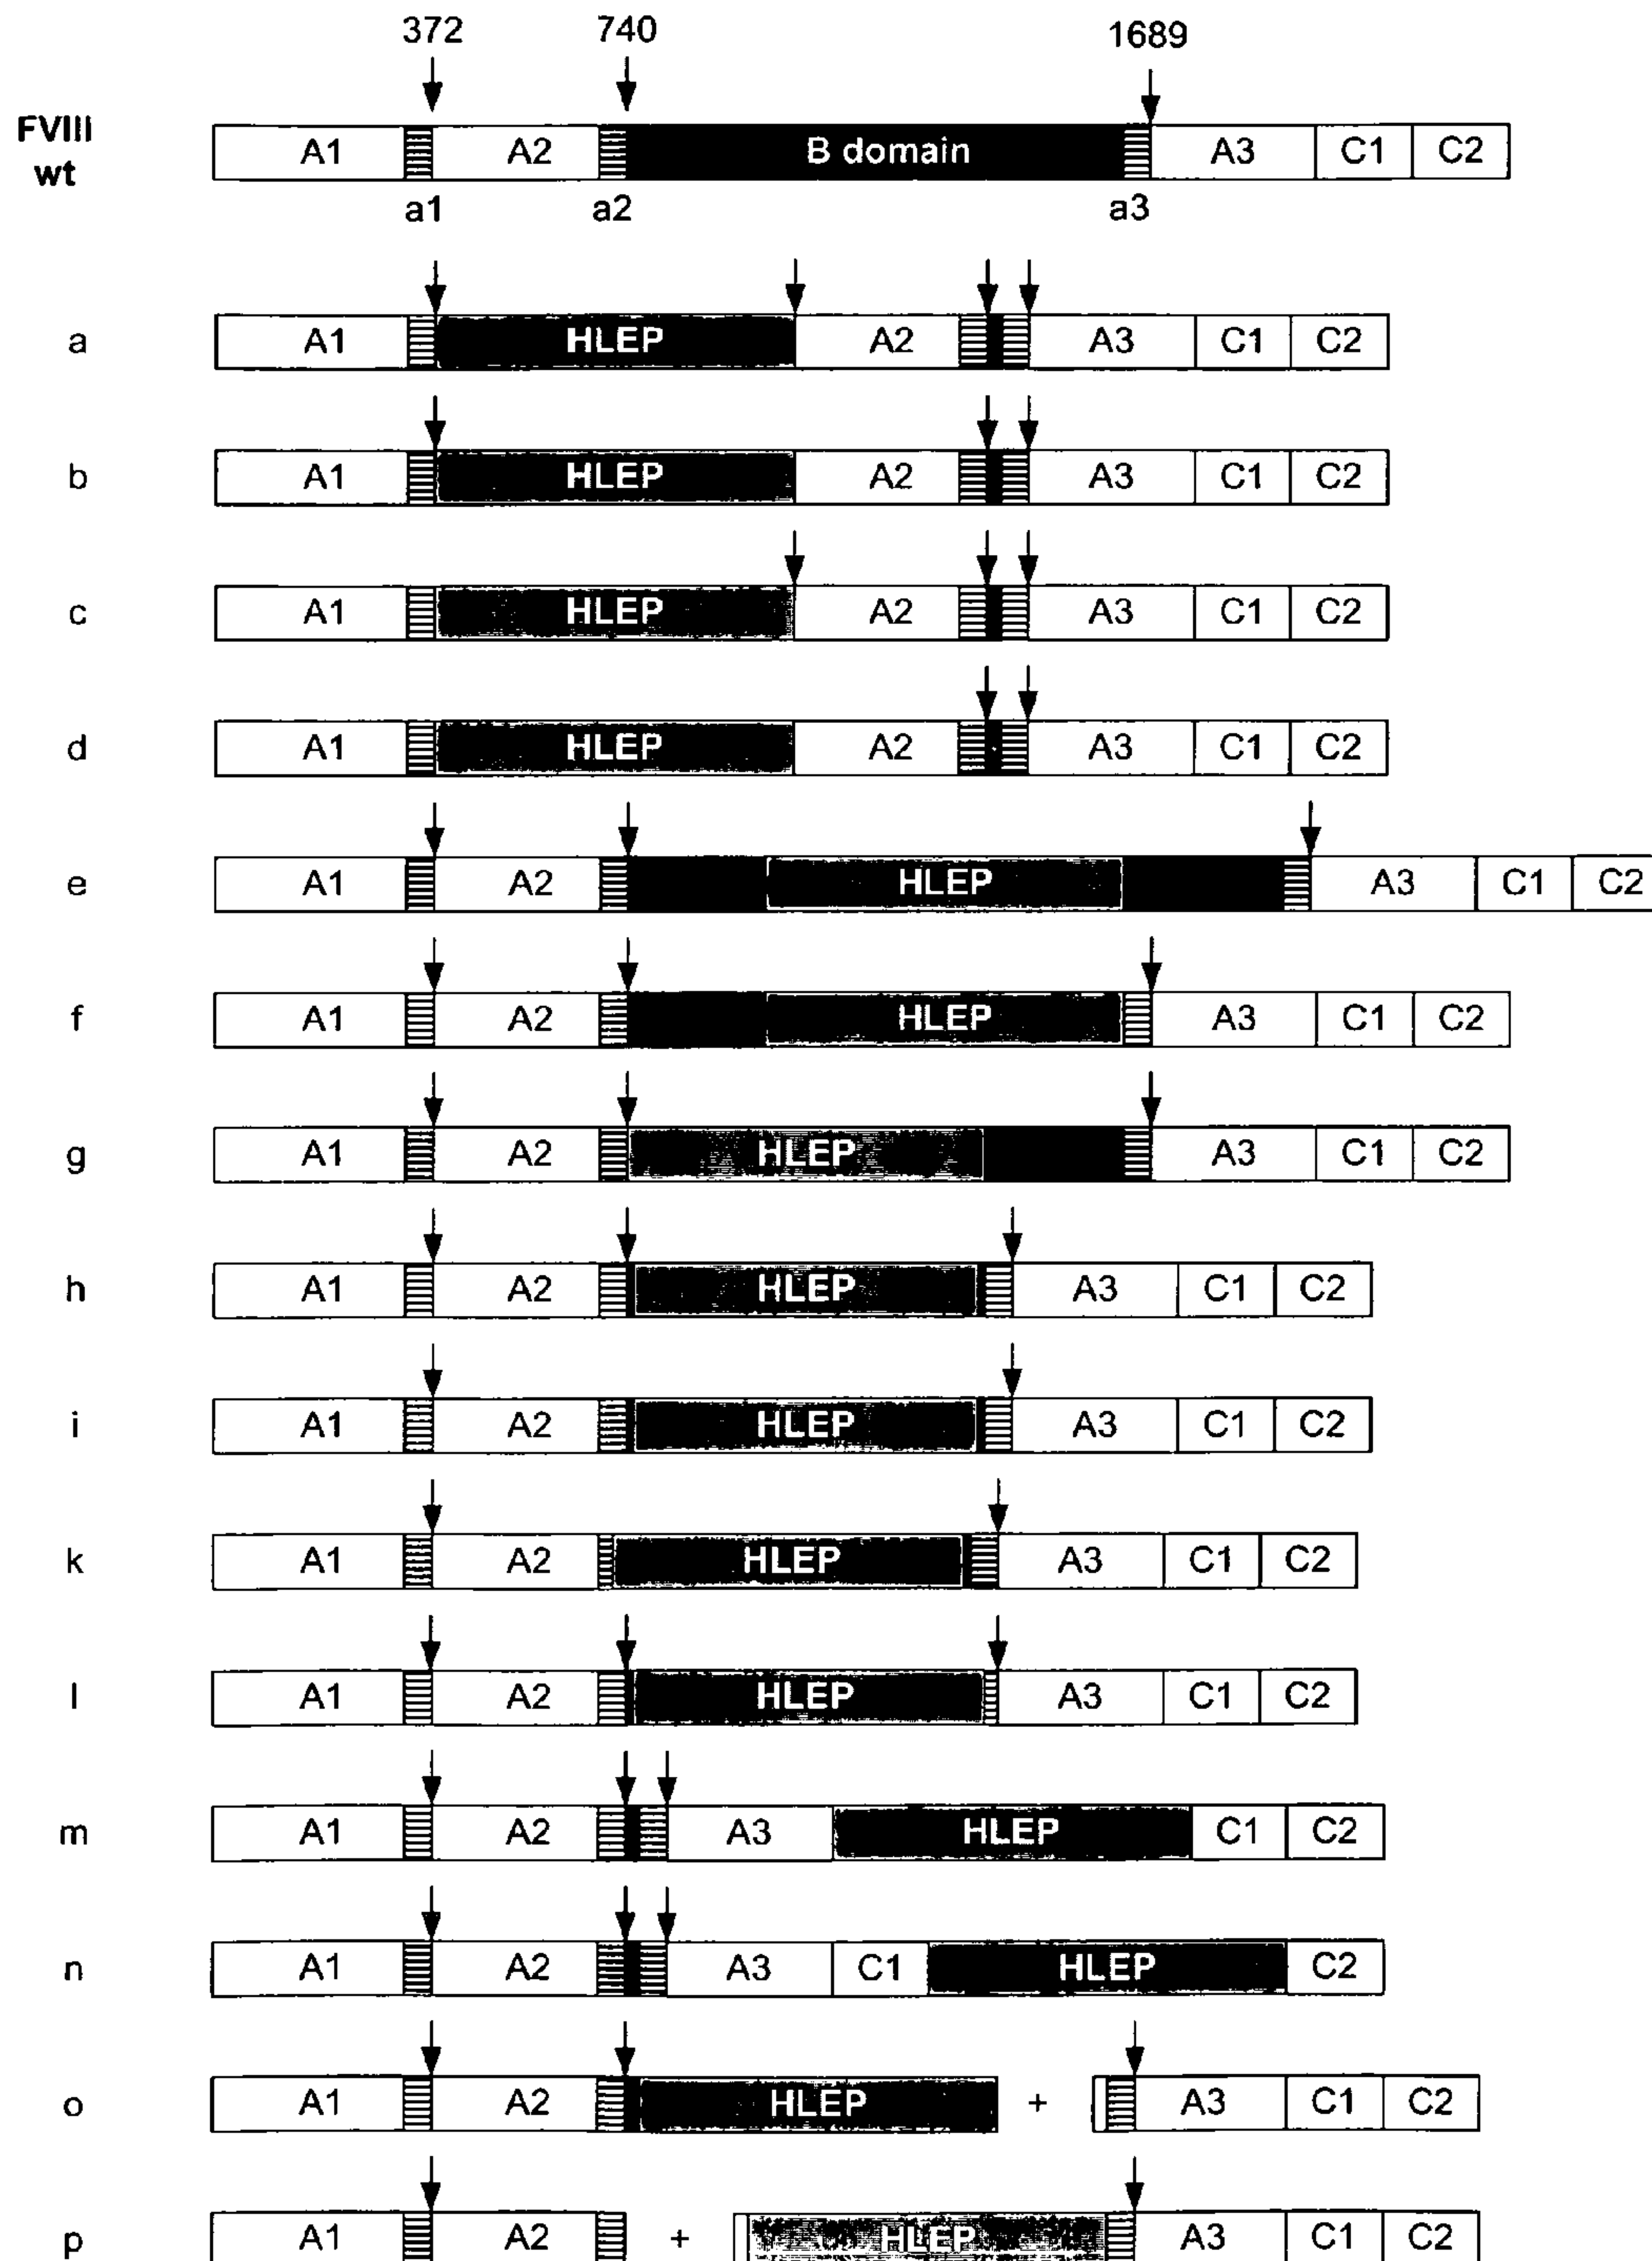 372 740 1689
FVIII
wt
A1 A2 B domain A3 C1 C2
a1 a2 a3
a A1 HLEP A2 A3 C1 C2
b A1 HLEP A2 A3 C1 C2
c A1 HLEP A2 A3 C1 C2
d A1 HLEP A2 A3 C1 C2
e A1 A2 HLEP A3 C1 C2
f A1 A2 HLEP A3 C1 C2
g A1 A2 HLEP A3 C1 C2
h A1 A2 HLEP A3 C1 C2
i A1 A2 HLEP A3 C1 C2
k A1 A2 HLEP A3 C1 C2
l A1 A2 HLEP A3 C1 C2
m A1 A2 A3 HLEP C1 C2
n A1 A2 A3 C1 HLEP C2
o A1 A2 HLEP + A3 C1 C2
p A1 A2 + HLEP A3 C1 C2